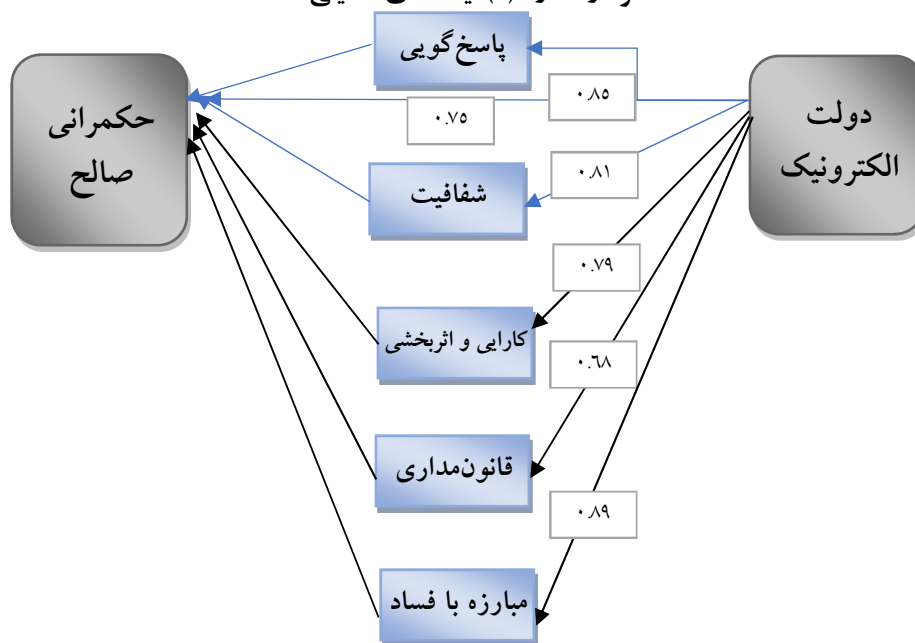 پاسخ‌گویی
دولت
الکترونیک
حکمرانی
صالح
۰.۸۵
۰.۷۵
۰.۸۱
شفافیت
۰.۷۹
کارایی و اثربخشی
۰.۶۸
قانون‌مداری
۰.۸۹
مبارزه با فساد